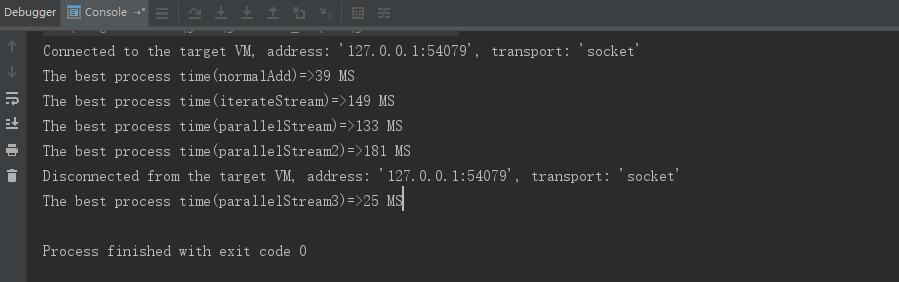 Debugger Console
Connected to the target VM, address: '127.0.0.1:54079', transport: 'socket'
The best process time(normalAdd)=>39 MS
The best process time(iterateStream)=>149 MS
The best process time(parallelStream)=>133 MS
The best process time(parallelStream2)=>181 MS
Disconnected from the target VM, address: '127.0.0.1:54079', transport: 'socket'
The best process time(parallelStream3)=>25 MS
Process finished with exit code 0